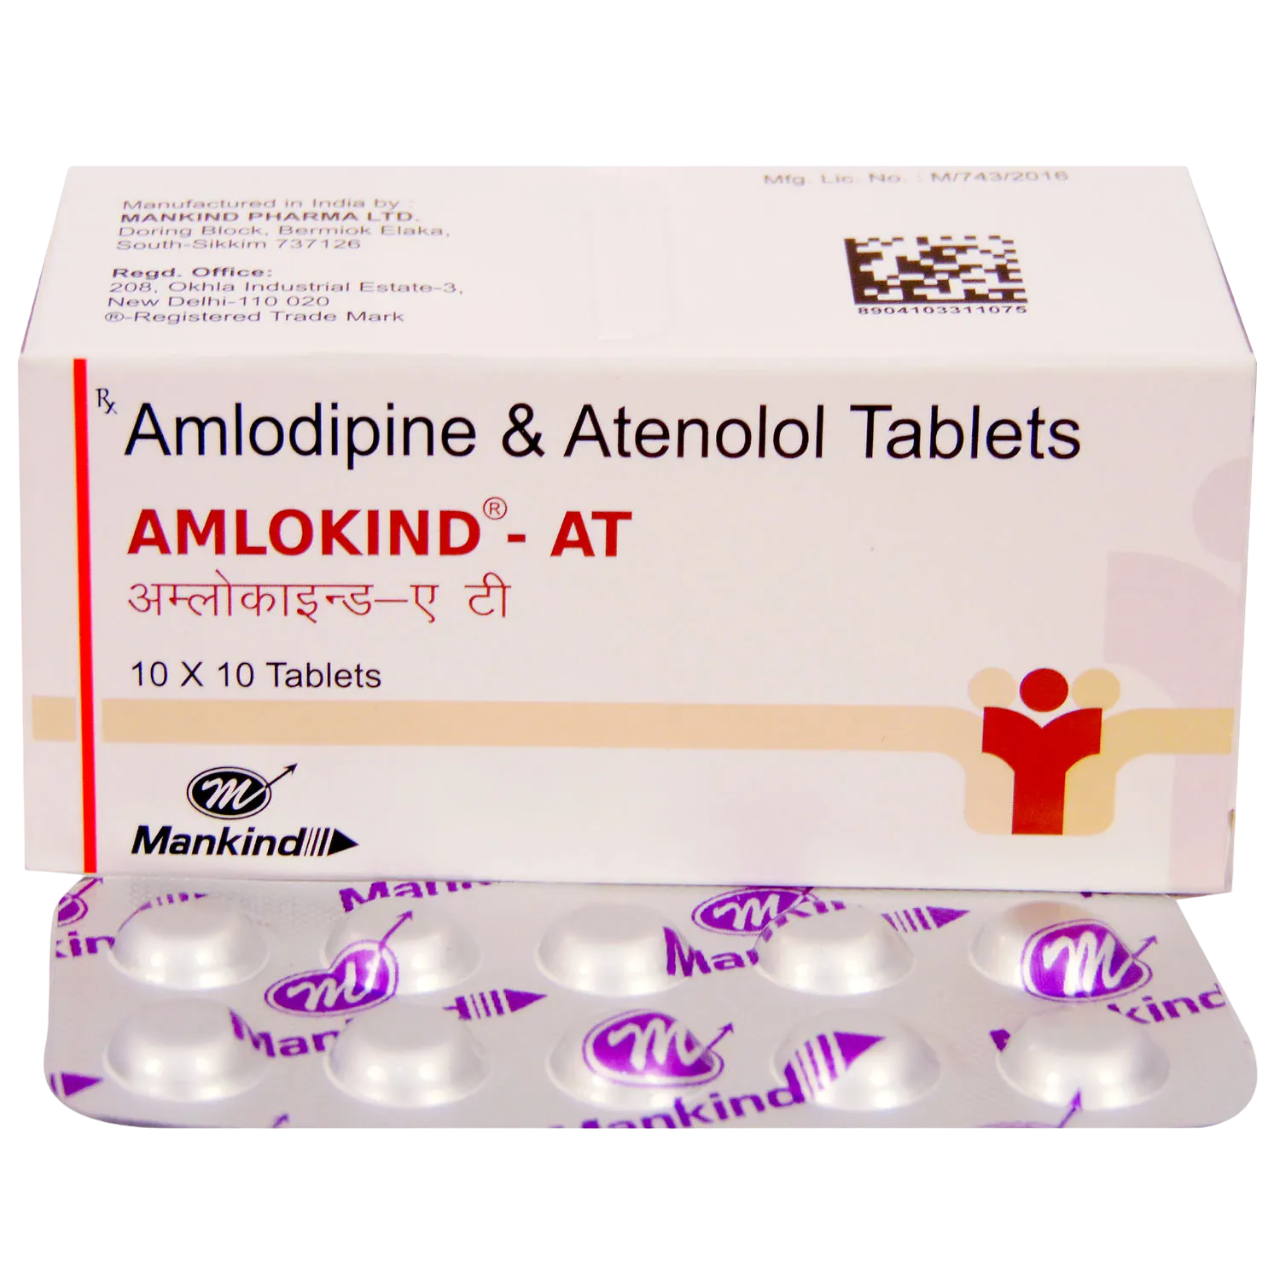 Manufactured in India by :
MANKIND PHARMA LTD.
Doring Block, Bermiok Elaka,
South-Sikkim 737126
Regd. Office:
208, Okhla Industrial Estate-3,
New Delhi-110 020
®-Registered Trade Mark
Mfg. Lic. No. : M/743/2016
8904103311075
Rx Amlodipine & Atenolol Tablets
AMLOKIND® - AT
अम्लोकाइन्ड–ए टी
10 X 10 Tablets
m
Mankind
Mankind